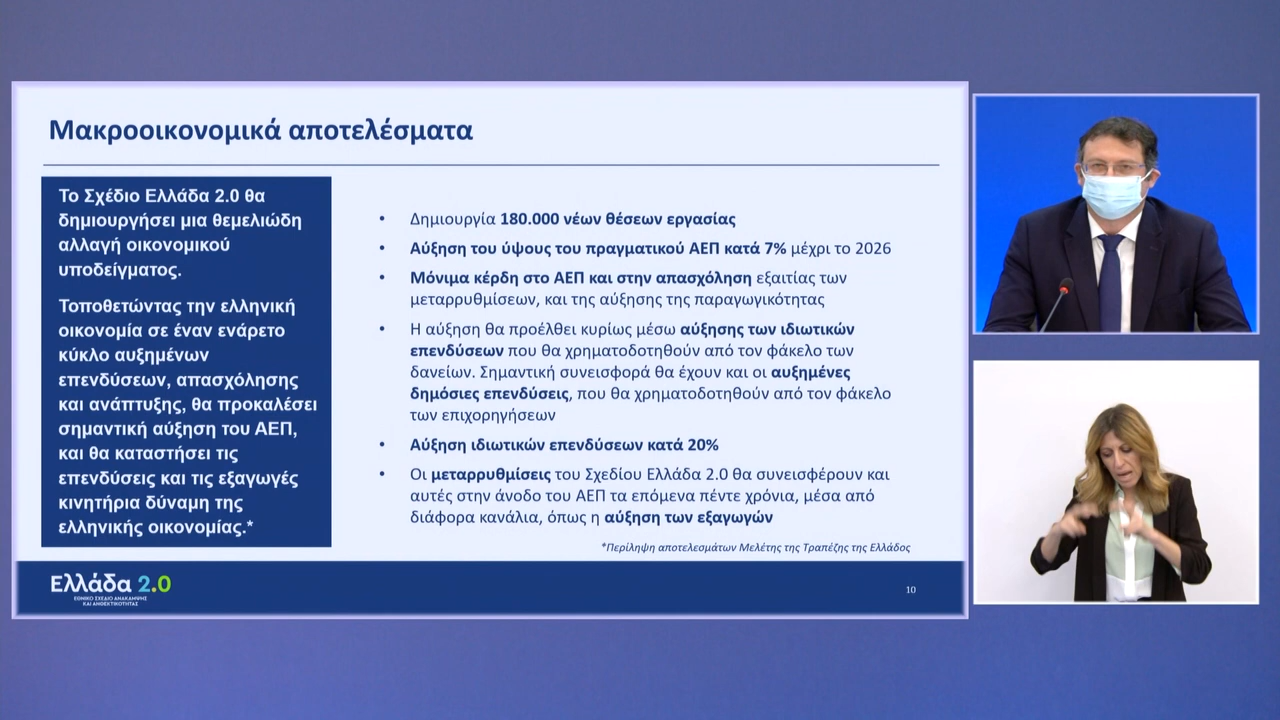 Μακροοικονομικά αποτελέσματα
Το Σχέδιο Ελλάδα 2.0 θα
δημιουργήσει μια θεμελιώδη
αλλαγή οικονομικού
υποδείγματος.
Τοποθετώντας την ελληνική
οικονομία σε έναν ενάρετο
κύκλο αυξημένων
επενδύσεων, απασχόλησης
και ανάπτυξης, θα προκαλέσει
σημαντική αύξηση του ΑΕΠ,
και θα καταστήσει τις
επενδύσεις και τις εξαγωγές
κινητήρια δύναμη της
ελληνικής οικονομίας.*
• Δημιουργία 180.000 νέων θέσεων εργασίας
• Αύξηση του ύψους του πραγματικού ΑΕΠ κατά 7% μέχρι το 2026
• Μόνιμα κέρδη στο ΑΕΠ και στην απασχόληση εξαιτίας των
μεταρρυθμίσεων, και της αύξησης της παραγωγικότητας
• Η αύξηση θα προέλθει κυρίως μέσω αύξησης των ιδιωτικών
επενδύσεων που θα χρηματοδοτηθούν από τον φάκελο των
δανείων. Σημαντική συνεισφορά θα έχουν και οι αυξημένες
δημόσιες επενδύσεις, που θα χρηματοδοτηθούν από τον φάκελο
των επιχορηγήσεων
• Αύξηση ιδιωτικών επενδύσεων κατά 20%
• Οι μεταρρυθμίσεις του Σχεδίου Ελλάδα 2.0 θα συνεισφέρουν και
αυτές στην άνοδο του ΑΕΠ τα επόμενα πέντε χρόνια, μέσα από
διάφορα κανάλια, όπως η αύξηση των εξαγωγών
*Περίληψη αποτελεσμάτων Μελέτης της Τραπέζης της Ελλάδος
Ελλάδα 2.0
ΕΘΝΙΚΟ ΣΧΕΔΙΟ ΑΝΑΚΑΜΨΗΣ
ΚΑΙ ΑΝΘΕΚΤΙΚΟΤΗΤΑΣ
10